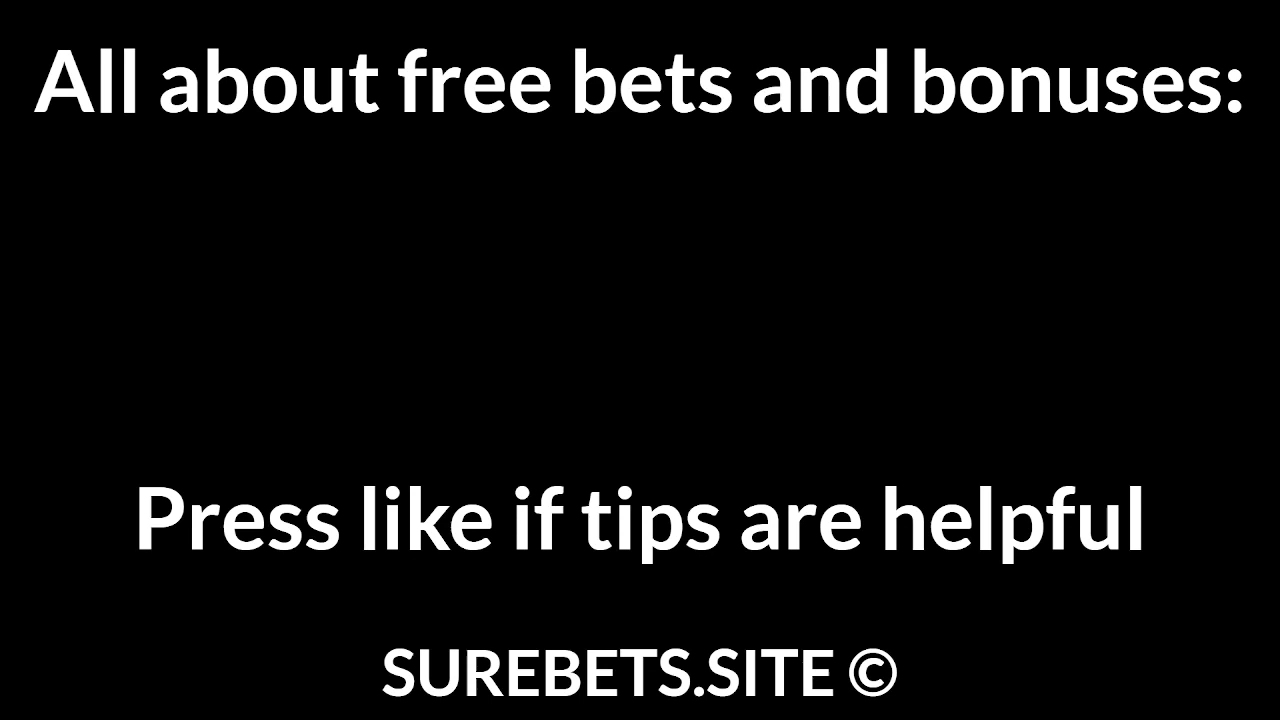 All about free bets and bonuses:
Press like if tips are helpful
SUREBETS.SITE ©